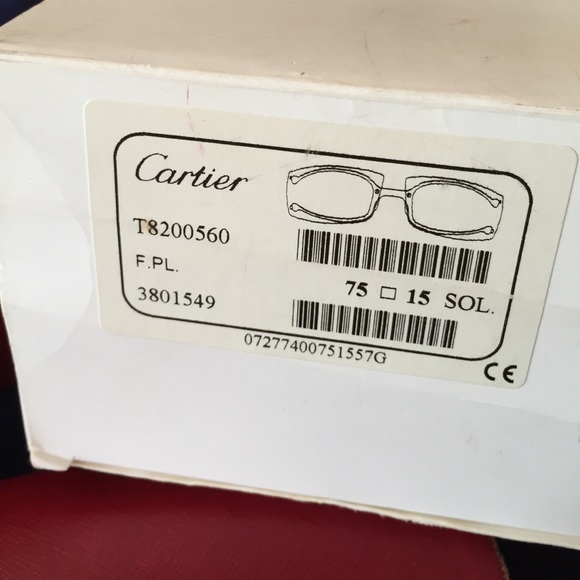 Cartier
T8200560
F.PL.
75 □ 15 SOL.
3801549
07277400751557G
CE